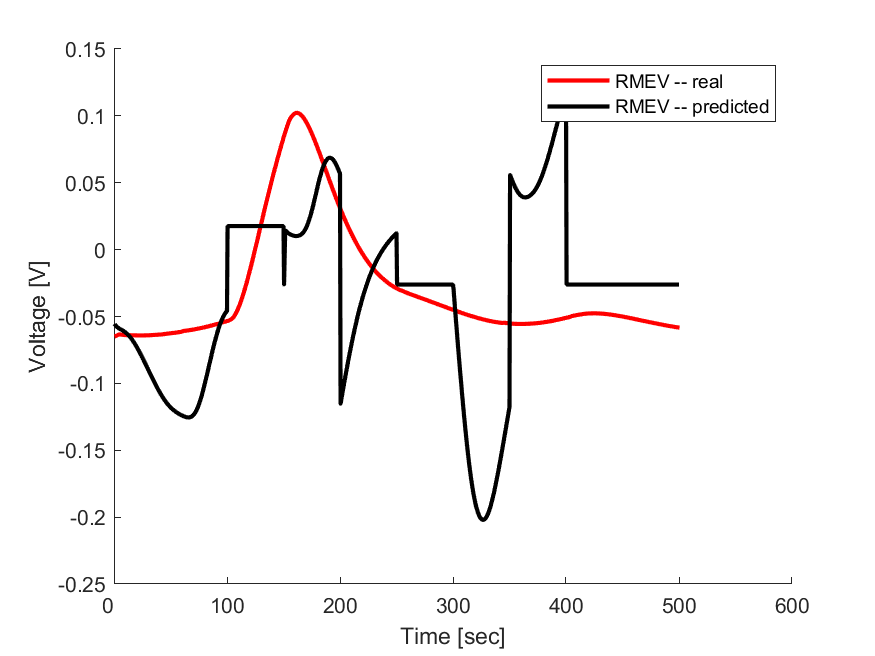 0.15
0.1
0.05
0
-0.05
-0.1
-0.15
-0.2
-0.25
Voltage [V]
RMEV -- real
RMEV -- predicted
0 100 200 300 400 500 600
Time [sec]